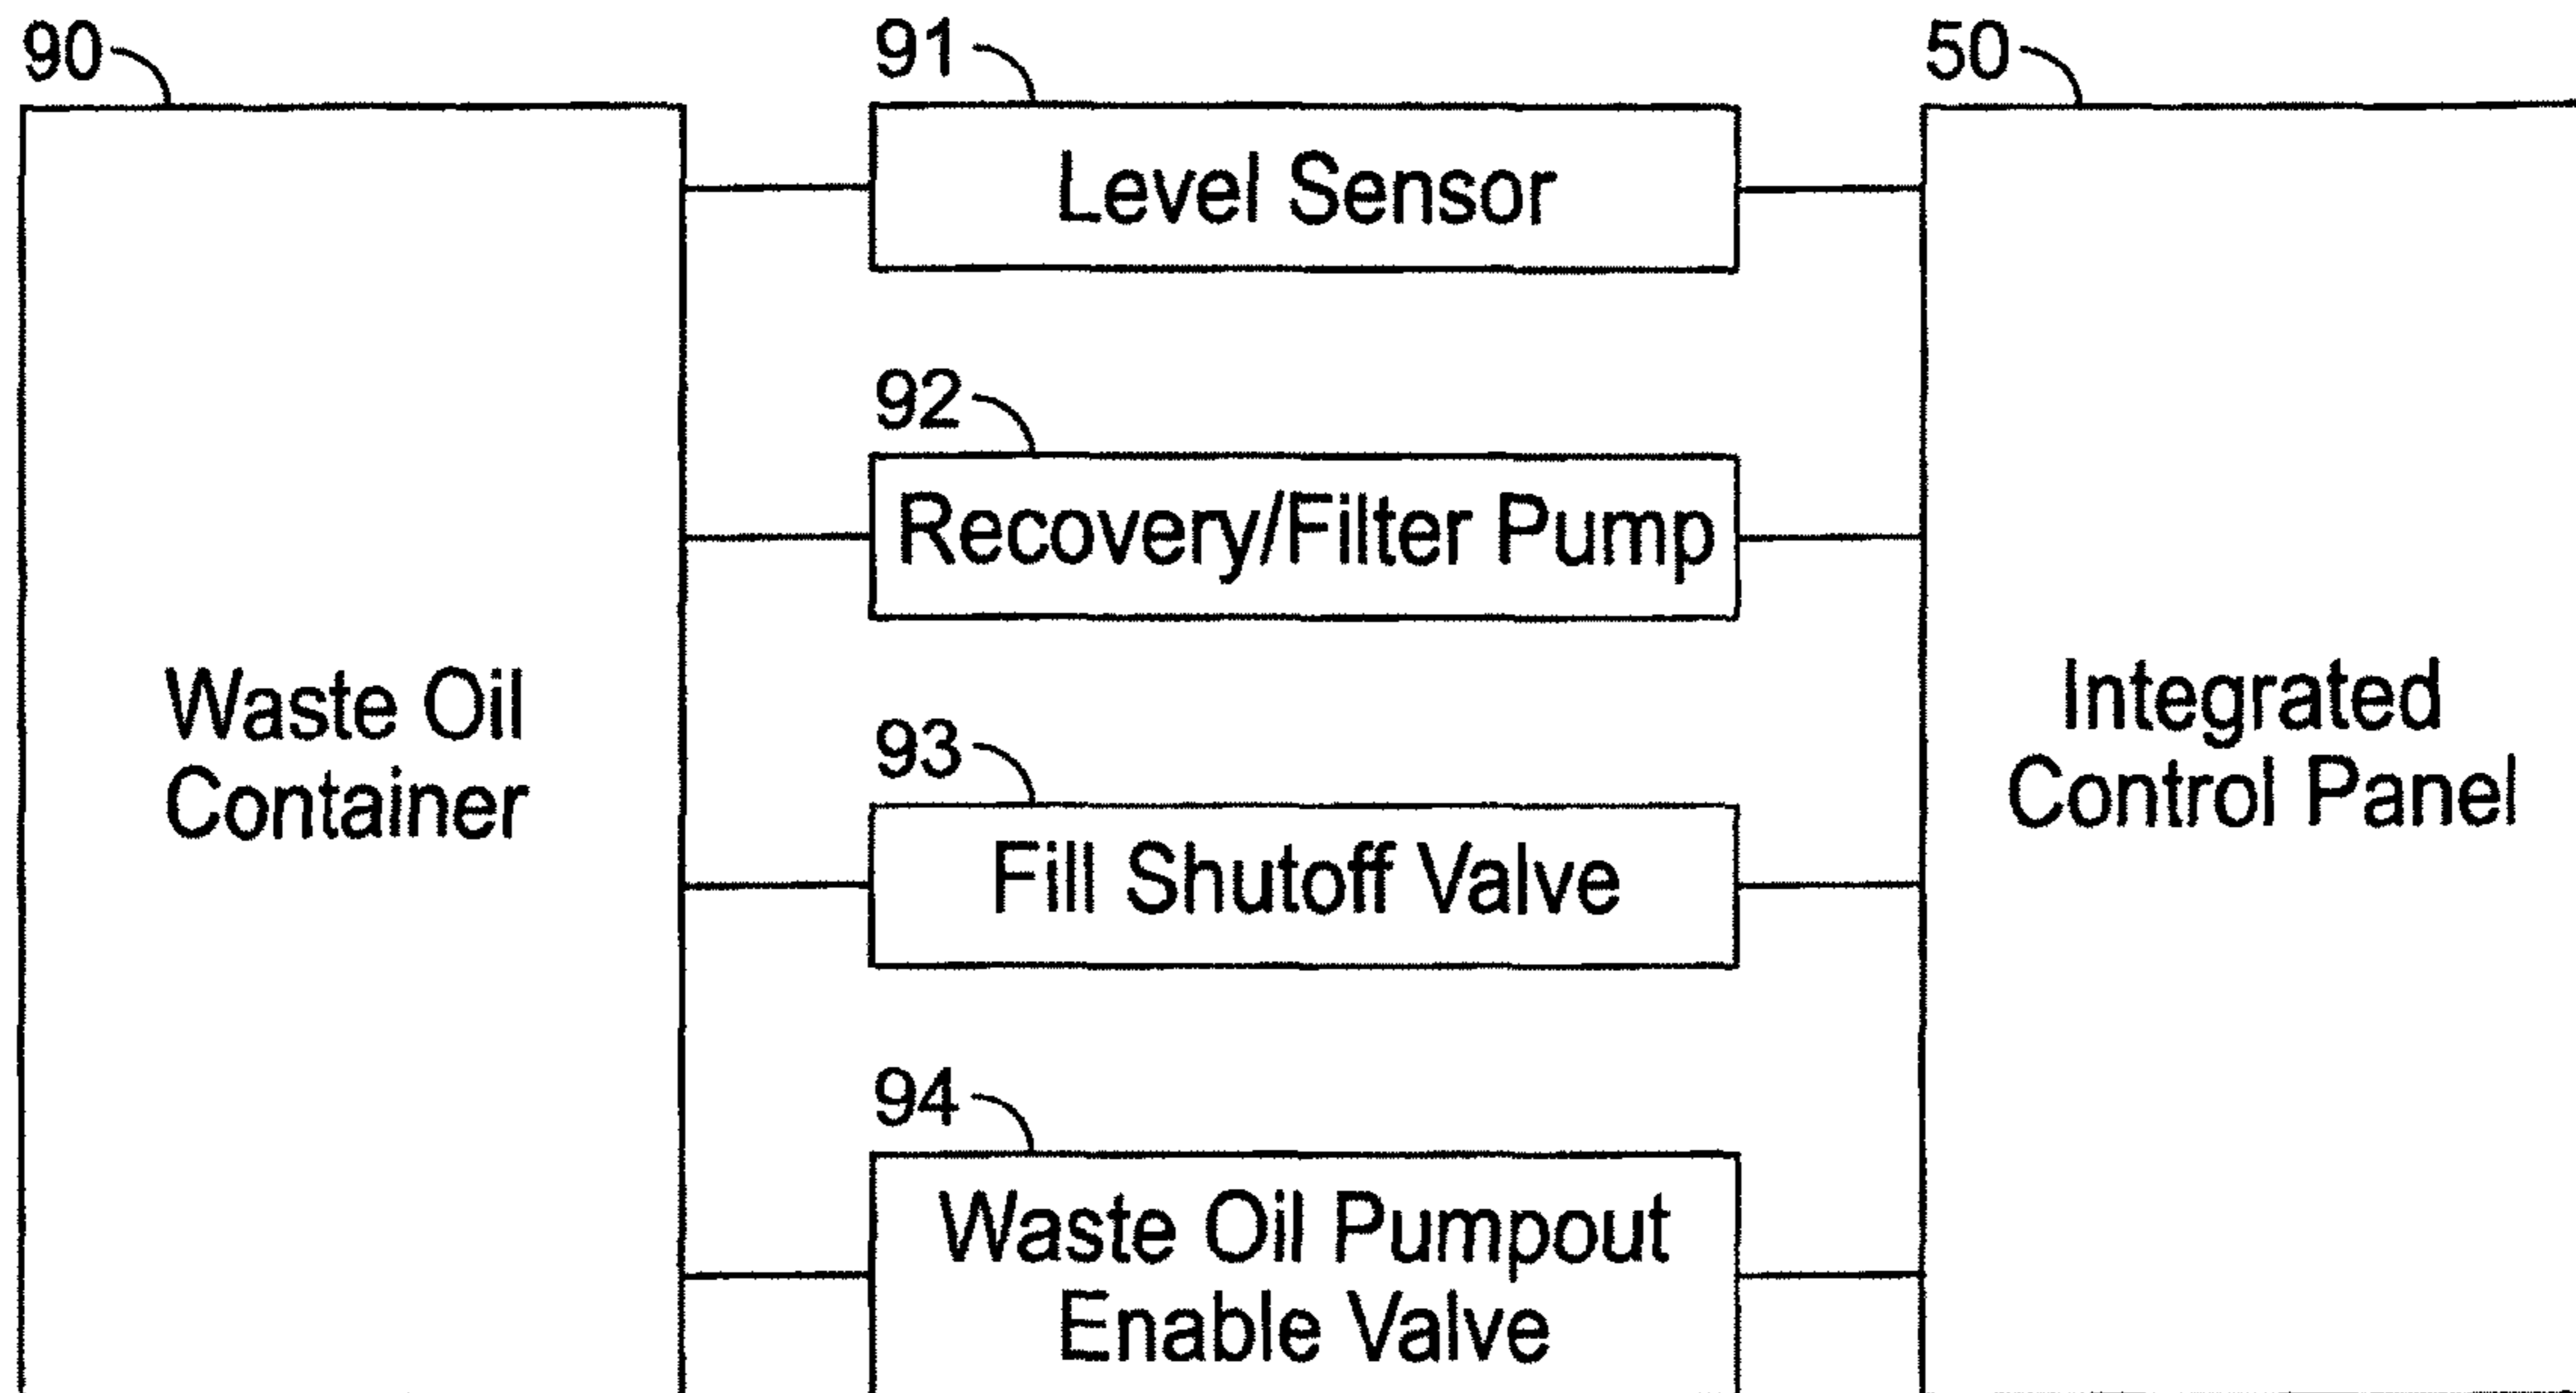 90
91
50
Level Sensor
92
Recovery/Filter Pump
Waste Oil
Container
Integrated
Control Panel
93
Fill Shutoff Valve
94
Waste Oil Pumpout
Enable Valve